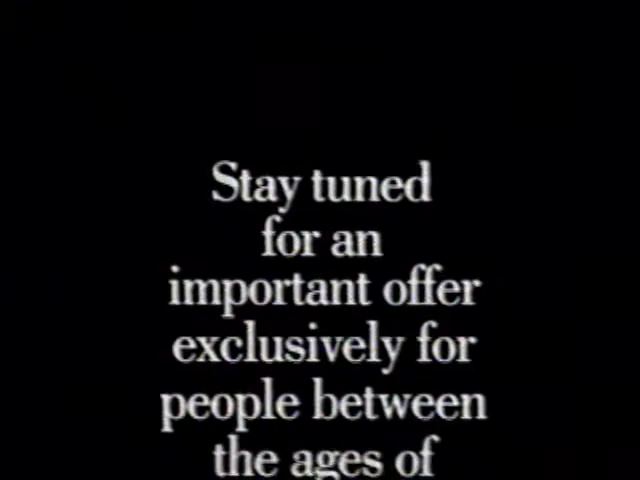 Stay tuned
for an
important offer
exclusively for
people between
the ages of